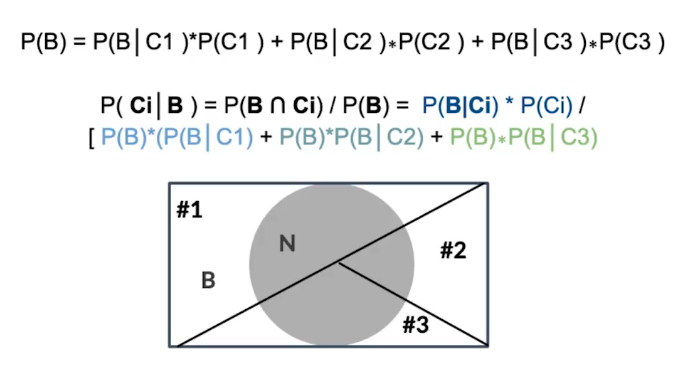 P(B) = P(B|C1 )*P(C1 ) + P(B|C2 )*P(C2 ) + P(B|C3 )*P(C3 )
P( Ci|B ) = P(B ∩ Ci) / P(B) = P(B|Ci) * P(Ci) /
[ P(B)*(P(B|C1) + P(B)*P(B|C2) + P(B)*P(B|C3)
#1
N
#2
B
#3